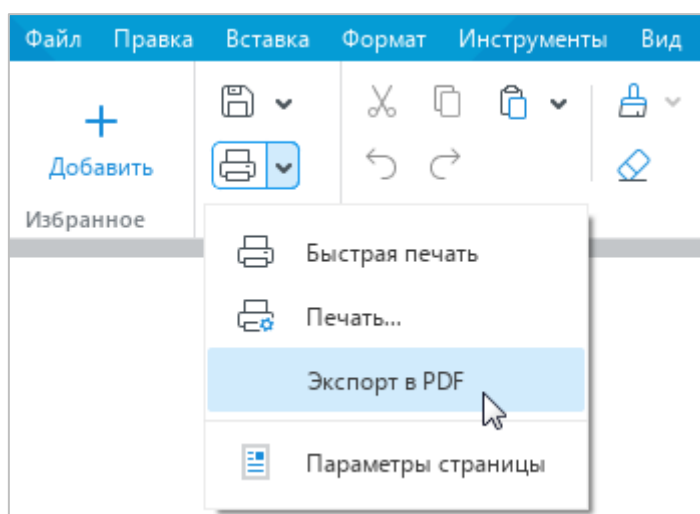 Файл Правка Вставка Формат Инструменты Вид
Добавить
Избранное
Быстрая печать
Печать...
Экспорт в PDF
Параметры страницы